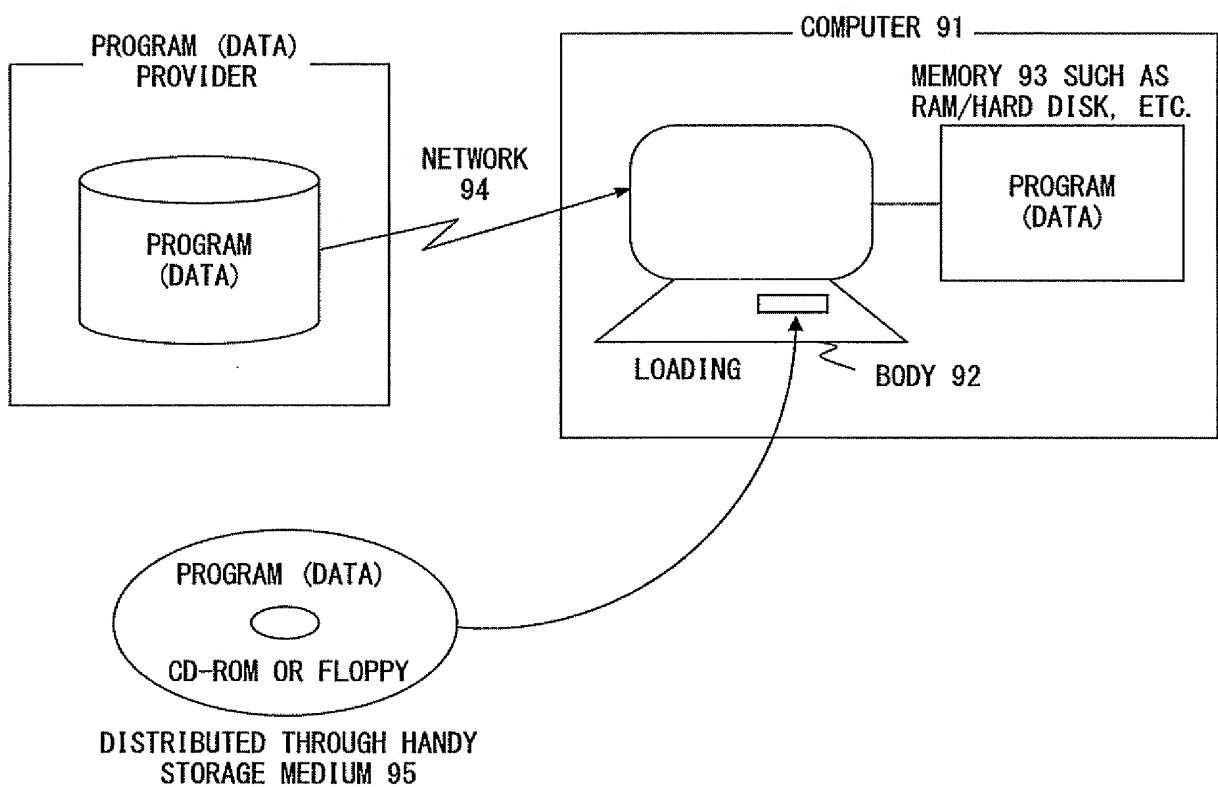 PROGRAM (DATA)
PROVIDER
PROGRAM
(DATA)
NETWORK
94
COMPUTER 91
MEMORY 93 SUCH AS
RAM/HARD DISK, ETC.
PROGRAM
(DATA)
LOADING
BODY 92
PROGRAM (DATA)
CD-ROM OR FLOPPY
DISTRIBUTED THROUGH HANDY
STORAGE MEDIUM 95